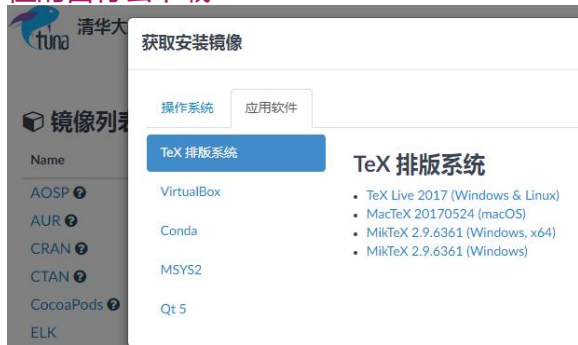 清华大
tuna
获取安装镜像
操作系统
应用软件
镜像列表
Name
AOSP
AUR
CRAN
CTAN
CocoaPods
ELK
TeX 排版系统
VirtualBox
Conda
MSYS2
Qt 5
TeX 排版系统
TeX Live 2017 (Windows & Linux)
MacTeX 20170524 (macOS)
MikTeX 2.9.6361 (Windows, x64)
MikTeX 2.9.6361 (Windows)